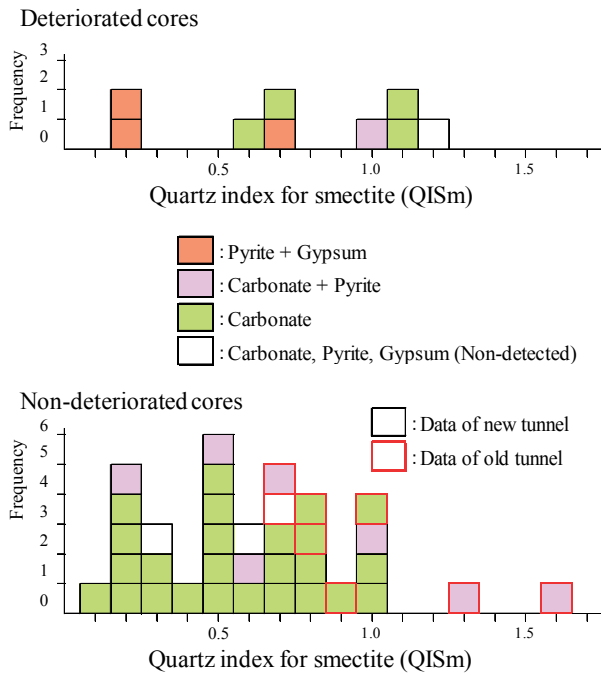 Deteriorated cores
Frequency
3
2
1
0
0.5 1.0 1.5
Quartz index for smectite (QISm)
: Pyrite + Gypsum
: Carbonate + Pyrite
: Carbonate
: Carbonate, Pyrite, Gypsum (Non-detected)
Non-deteriorated cores
: Data of new tunnel
: Data of old tunnel
Frequency
6
5
4
3
2
1
0
0.5 1.0 1.5
Quartz index for smectite (QISm)